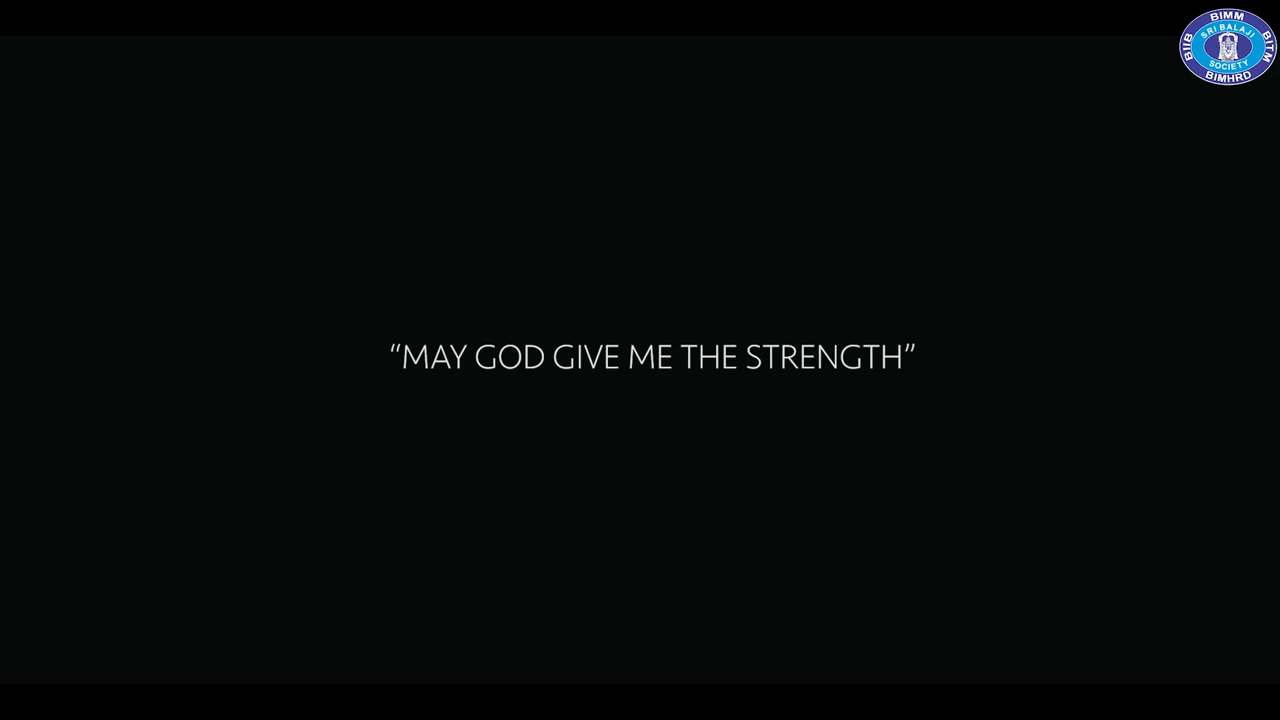 BIMM
BIIB
SRI BALAJI
BITM
SOCIETY
BIMHRD
“MAY GOD GIVE ME THE STRENGTH”